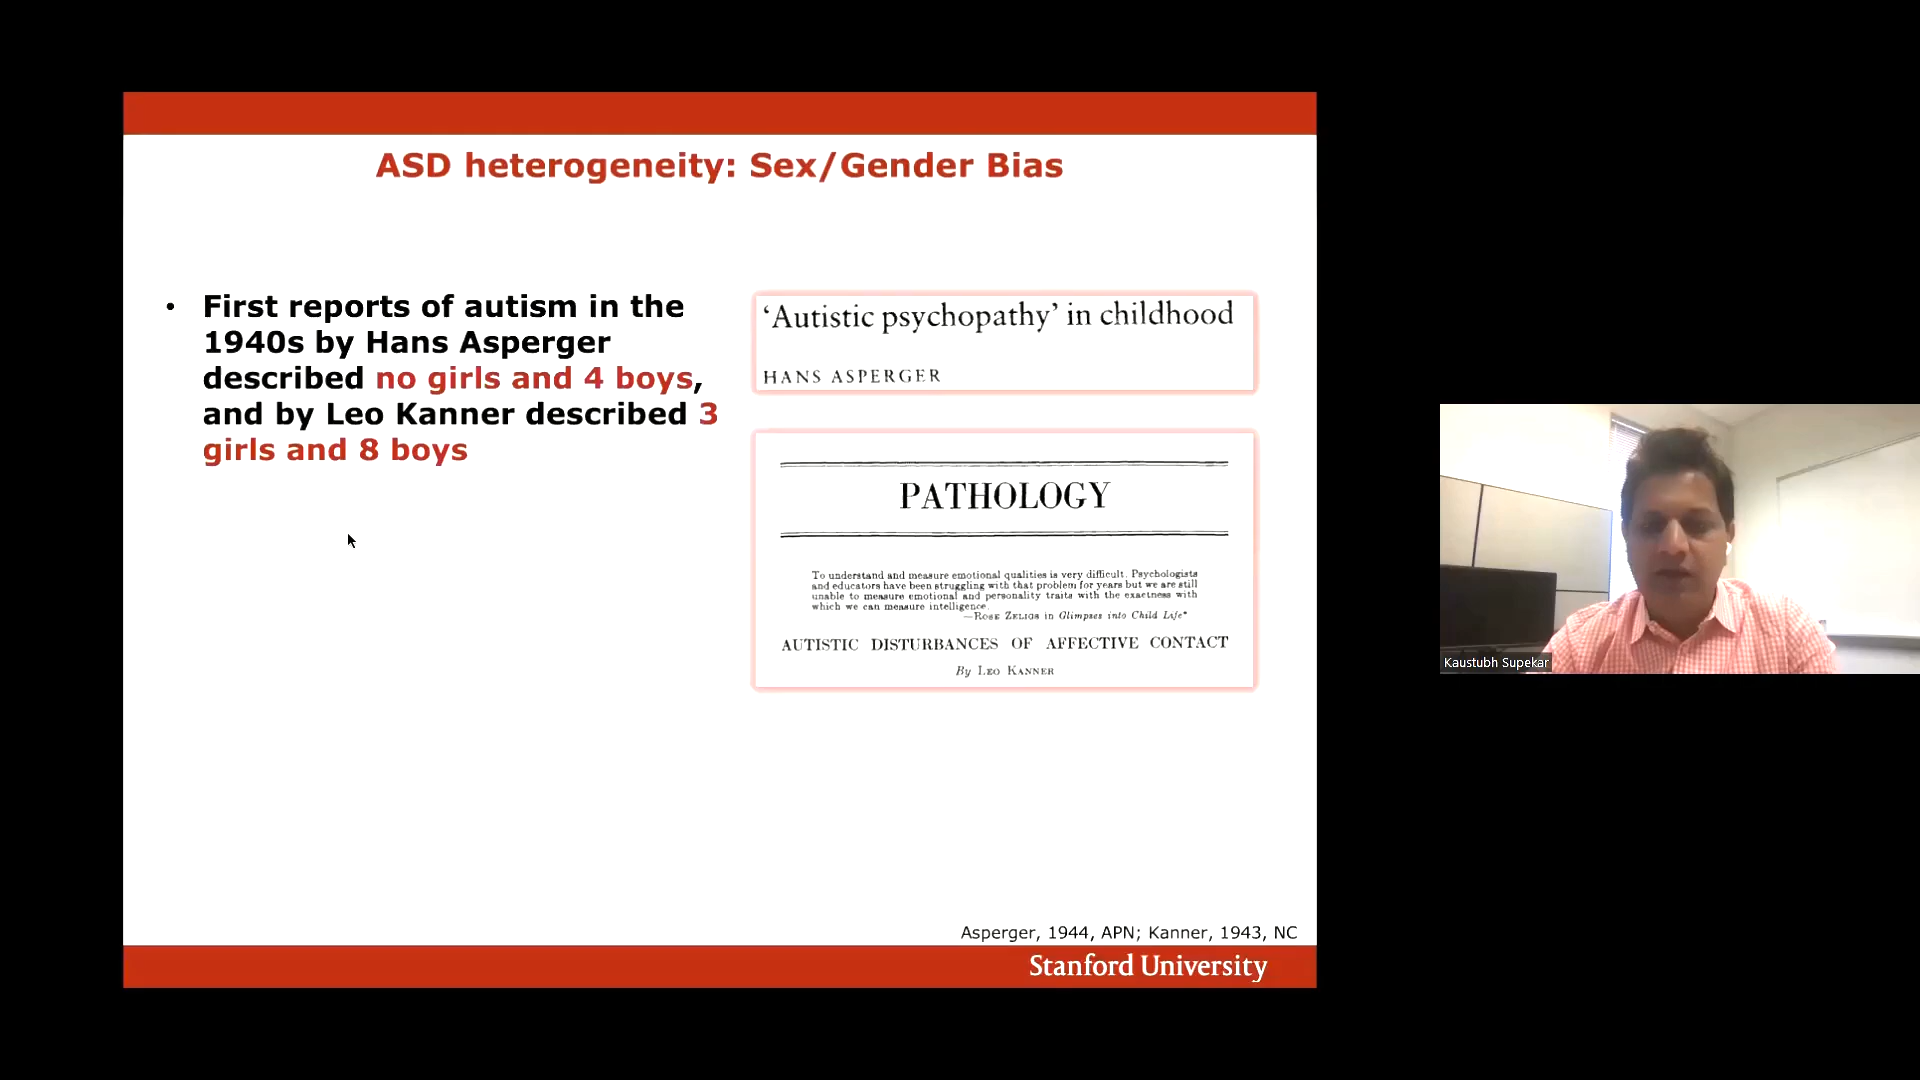 ASD heterogeneity: Sex/Gender Bias
• First reports of autism in the
1940s by Hans Asperger
described no girls and 4 boys,
and by Leo Kanner described 3
girls and 8 boys
‘Autistic psychopathy’ in childhood
HANS ASPERGER
PATHOLOGY
To understand and measure emotional qualities is very difficult. Psychologists
and educators have been struggling with that problem for years but we are still
unable to measure emotional and personality traits with the exactness with
which we can measure intelligence.
—Rose Zeligs in Glimpses into Child Life*
AUTISTIC DISTURBANCES OF AFFECTIVE CONTACT
By Leo Kanner
Asperger, 1944, APN; Kanner, 1943, NC
Stanford University
Kaustubh Supekar